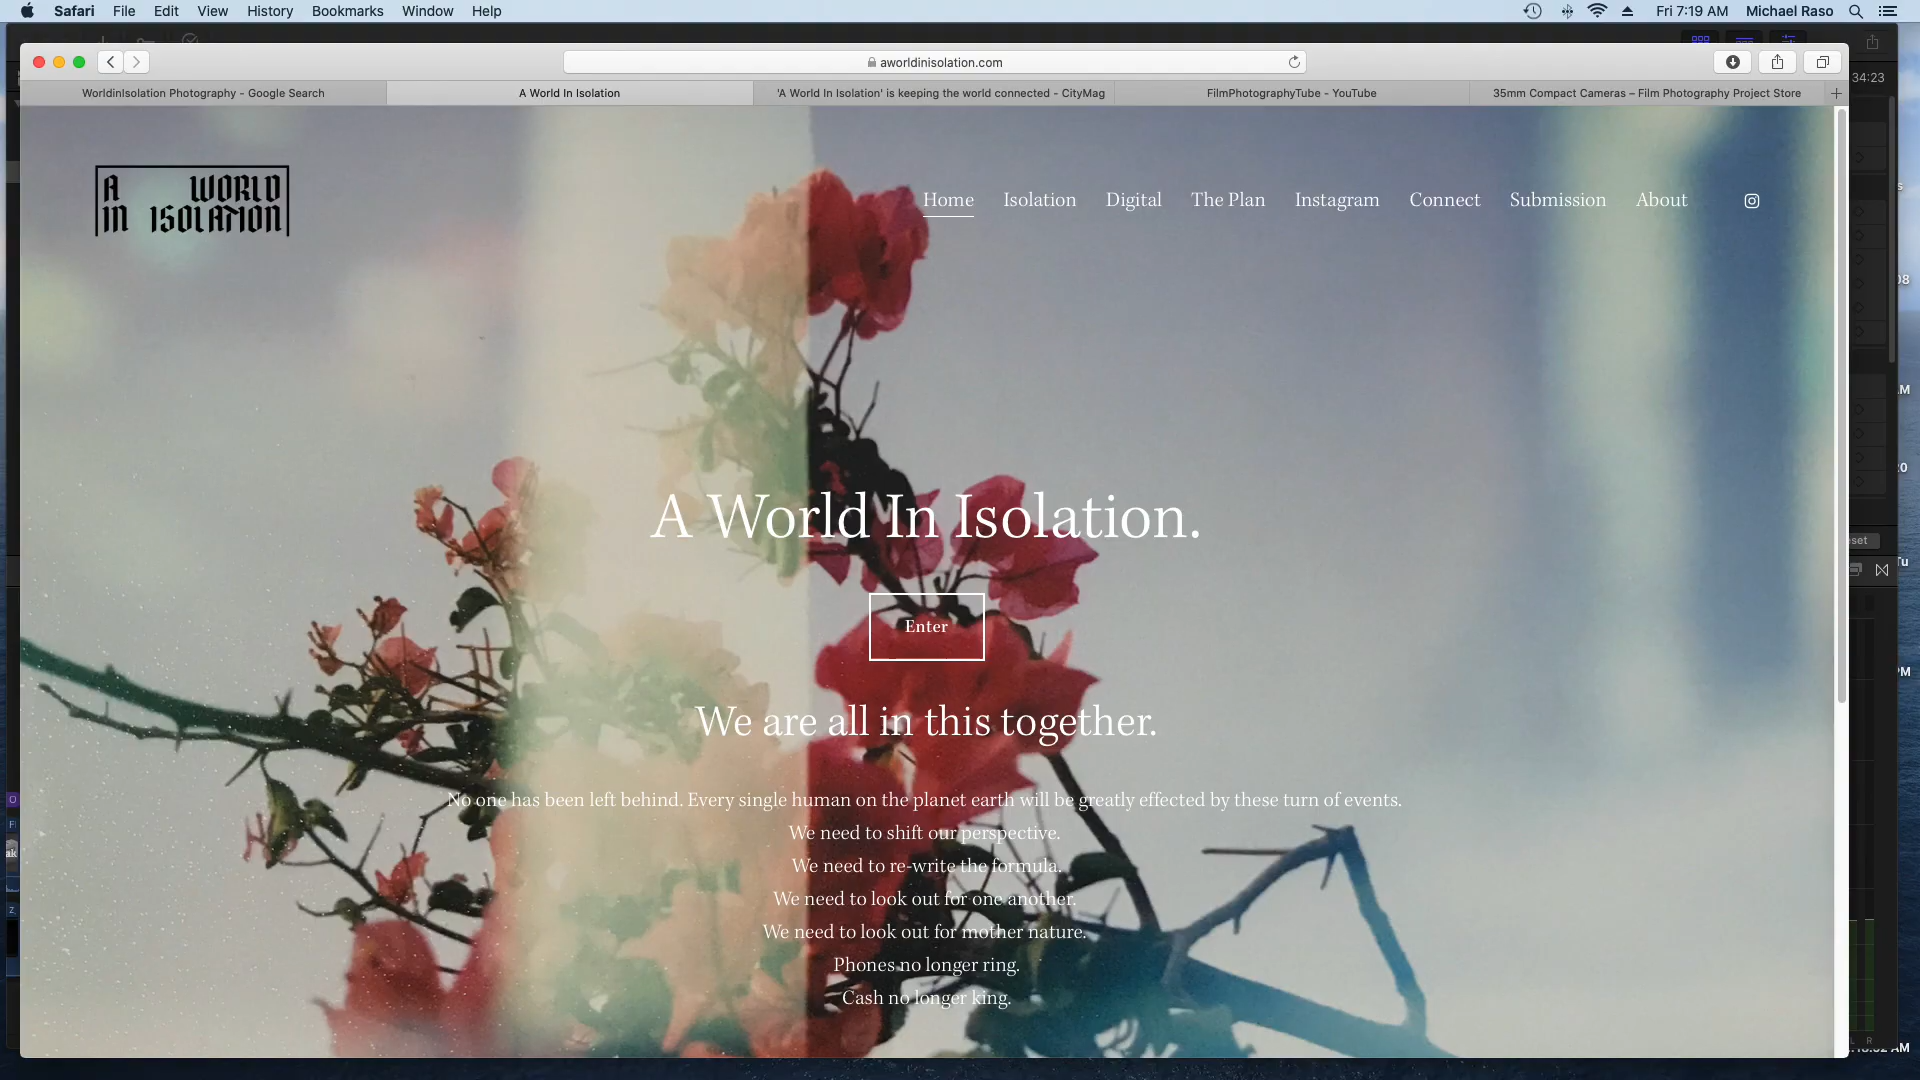 Safari File Edit View History Bookmarks Window Help
Fri 7:19 AM Michael Raso
aworldinisolation.com
WorldinIsolation Photography - Google Search
A World In Isolation
'A World In Isolation' is keeping the world connected - CityMag
FilmPhotographyTube - YouTube
35mm Compact Cameras – Film Photography Project Store
34:23
A WORLD
IN ISOLATION
Home Isolation Digital The Plan Instagram Connect Submission About
A World In Isolation.
Enter
We are all in this together.
No one has been left behind. Every single human on the planet earth will be greatly effected by these turn of events.
We need to shift our perspective.
We need to re-write the formula.
We need to look out for one another.
We need to look out for mother nature.
Phones no longer ring.
Cash no longer king.